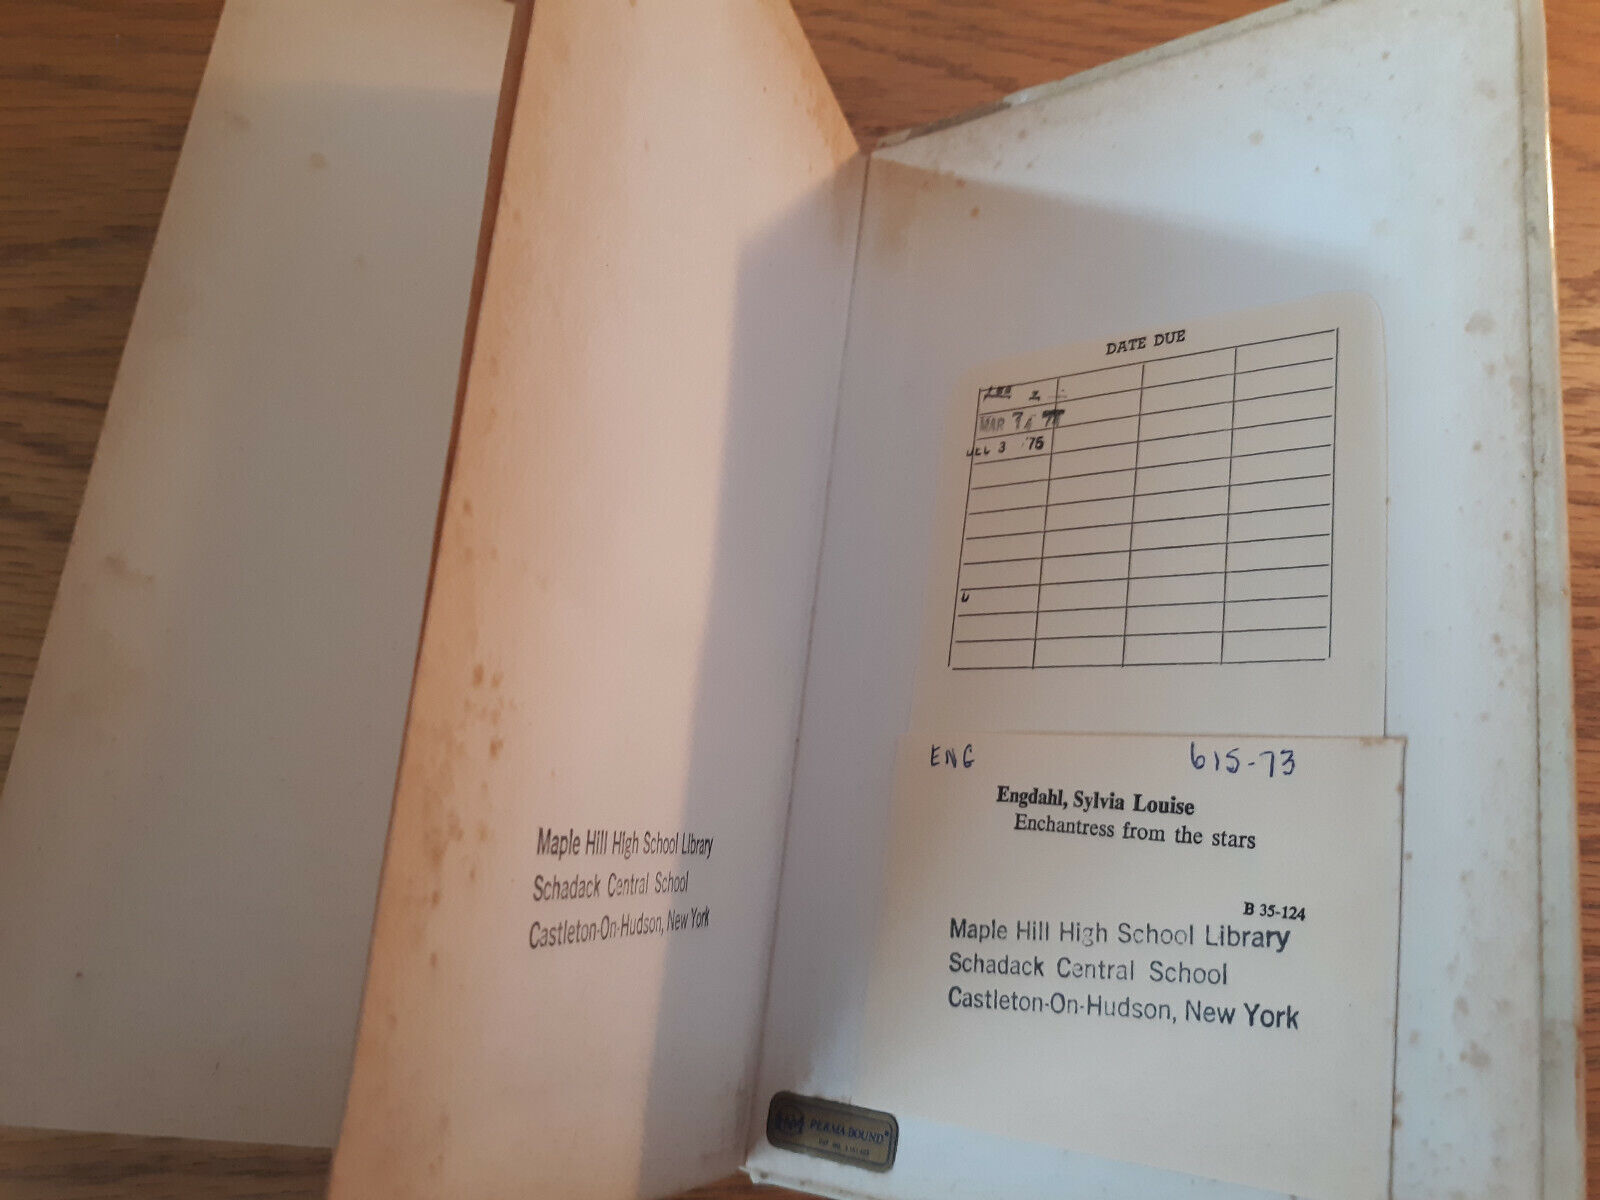 Maple Hill High School Library
Schadack Central School
Castleton-On-Hudson, New York
DATE DUE
MAR
3 '75
ENG 615-73
Engdahl, Sylvia Louise
Enchantress from the stars
B 35-124
Maple Hill High School Library
Schadack Central School
Castleton-On-Hudson, New York
PERMA-BOUND®